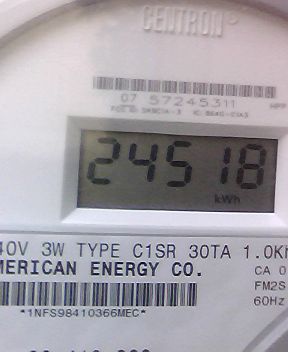 CENTRON
07 57245311
24518
kWh
40V 3W TYPE C1SR 30TA 1.0K
MERICAN ENERGY CO.
CA 0
FM2S
60Hz
*1NFS98410366MEC*